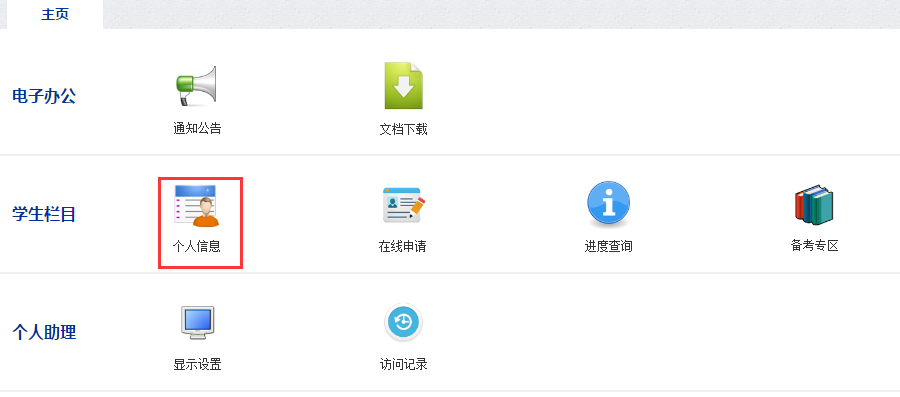 主页
电子办公
通知公告
文档下载
学生栏目
个人信息
在线申请
进度查询
备考专区
个人助理
显示设置
访问记录